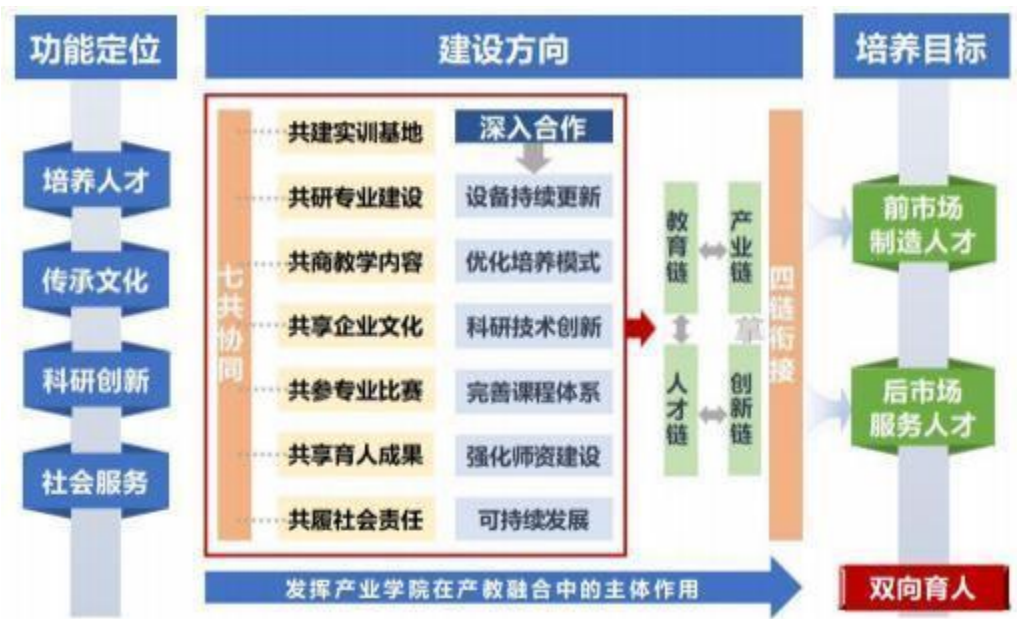 功能定位
建设方向
培养目标
培养人才
传承文化
科研创新
社会服务
七共协同
共建实训基地
共研专业建设
共商教学内容
共享企业文化
共参专业比赛
共享育人成果
共履社会责任
深入合作
设备持续更新
优化培养模式
科研技术创新
完善课程体系
强化师资建设
可持续发展
教育链
产业链
人才链
创新链
四链衔接
前市场
制造人才
后市场
服务人才
发挥产业学院在产教融合中的主体作用
双向育人